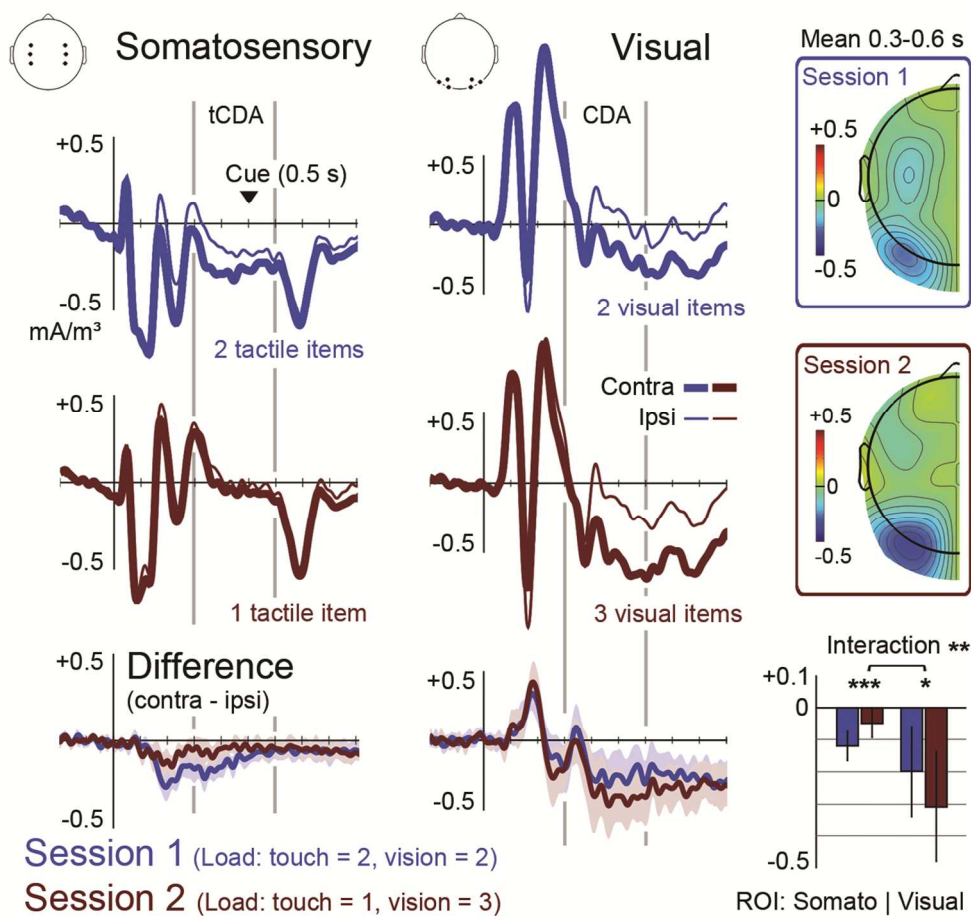 Somatosensory
Visual
Mean 0.3-0.6 s
Session 1
tCDA
CDA
+0.5
Cue (0.5 s)
+0.5
+0.5
0
-0.5
-0.5
-0.5
mA/m³
2 tactile items
2 visual items
Session 2
Contra
Ipsi
+0.5
+0.5
+0.5
0
-0.5
-0.5
-0.5
1 tactile item
3 visual items
Interaction **
+0.5
Difference
(contra - ipsi)
+0.5
+0.1
*** *
0
-0.5
-0.5
-0.5
Session 1 (Load: touch = 2, vision = 2)
Session 2 (Load: touch = 1, vision = 3)
ROI: Somato | Visual